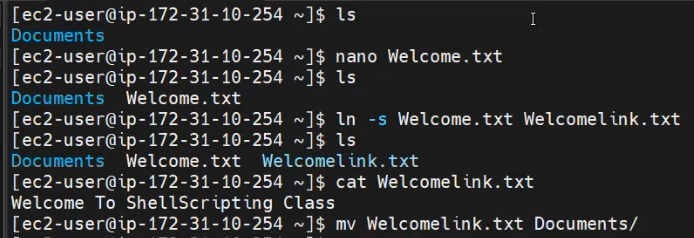 [ec2-user@ip-172-31-10-254 ~]$ ls
Documents
[ec2-user@ip-172-31-10-254 ~]$ nano Welcome.txt
[ec2-user@ip-172-31-10-254 ~]$ ls
Documents  Welcome.txt
[ec2-user@ip-172-31-10-254 ~]$ ln -s Welcome.txt Welcomelink.txt
[ec2-user@ip-172-31-10-254 ~]$ ls
Documents  Welcome.txt  Welcomelink.txt
[ec2-user@ip-172-31-10-254 ~]$ cat Welcomelink.txt
Welcome To ShellScripting Class
[ec2-user@ip-172-31-10-254 ~]$ mv Welcomelink.txt Documents/